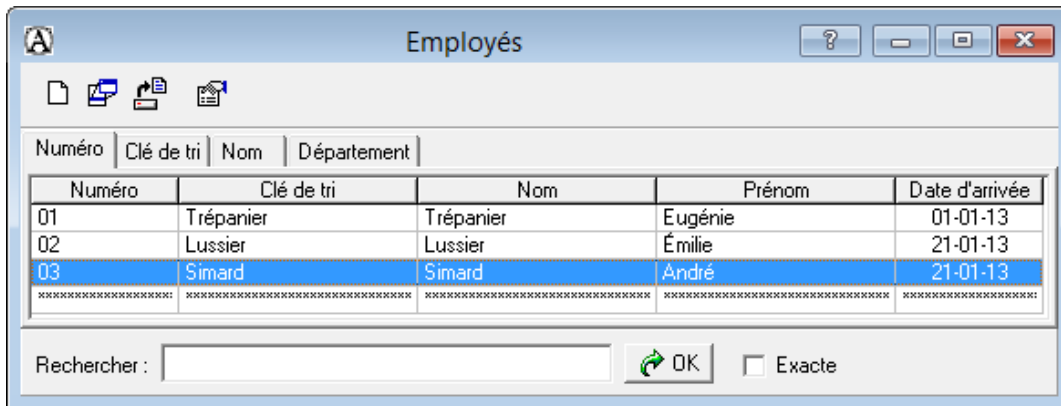 Employés
Numéro Clé de tri Nom Département
Numéro Clé de tri Nom Prénom Date d'arrivée
01 Trépanier Trépanier Eugénie 01-01-13
02 Lussier Lussier Émilie 21-01-13
03 Simard Simard André 21-01-13
Rechercher : OK Exacte